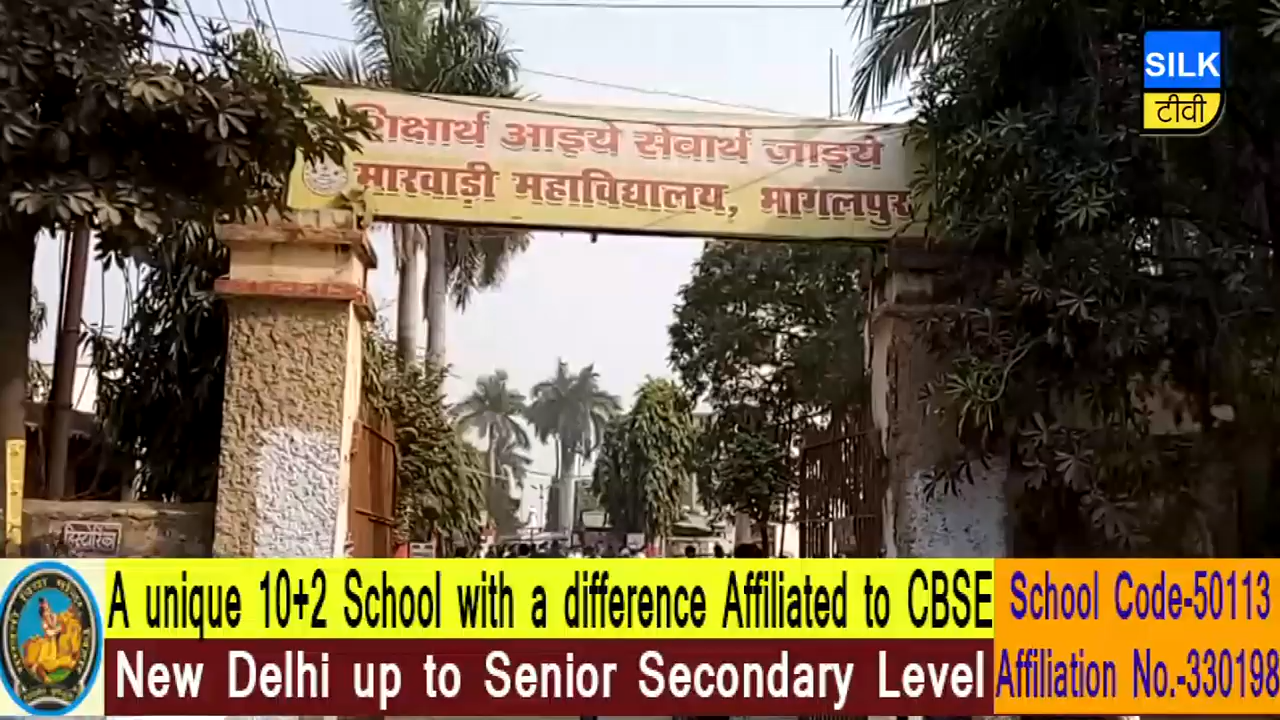 SILK
टीवी
शिक्षार्थ आइये सेवार्थ जाइये
मारवाड़ी महाविद्यालय, भागलपुर
हिस्टोरिका
A unique 10+2 School with a difference Affiliated to CBSE
New Delhi up to Senior Secondary Level
School Code-50113
Affiliation No.-330198